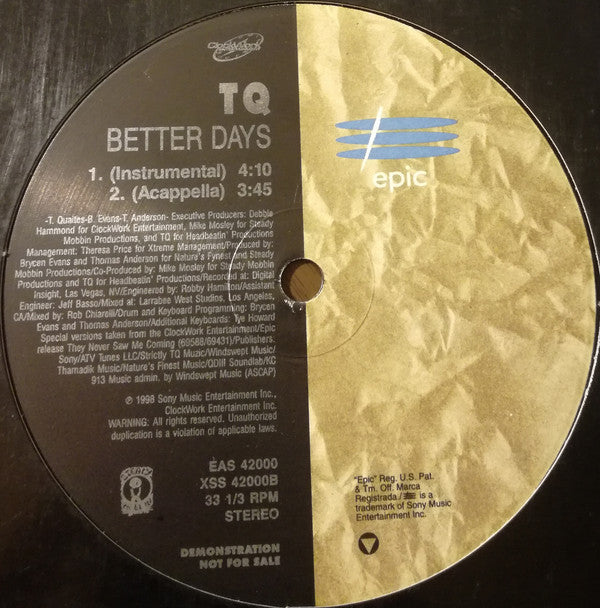 ClockWork
TQ
BETTER DAYS
1. (Instrumental) 4:10
2. (Acappella) 3:45
-T. Quaites-B. Evans-T. Anderson- Executive Producers: Debbie
Hammond for ClockWork Entertainment, Mike Mosley for Steady
Mobbin Productions, and TQ for Headbeatin' Productions
Management: Theresa Price for Xtreme Management/Produced by:
Brycen Evans and Thomas Anderson for Nature's Fynest and Steady
Mobbin Productions/Co-Produced by: Mike Mosley for Steady Mobbin
Productions and TQ for Headbeatin' Productions/Recorded at: Digital
Insight, Las Vegas, NV/Engineered by: Robby Hamilton/Assistant
Engineer: Jeff Basso/Mixed at: Larrabee West Studios, Los Angeles,
CA/Mixed by: Rob Chiarelli/Drum and Keyboard Programming: Brycen
Evans and Thomas Anderson/Additional Keyboards: Tye Howard
Special versions taken from the ClockWork Entertainment/Epic
release They Never Saw Me Coming (69588/69431)/Publishers:
Sony/ATV Tunes LLC/Strictly TQ Muzic/Windswept Music/
Thamadik Music/Nature's Finest Music/QDIII Soundlab/KC
913 Music admin. by Windswept Music (ASCAP)
℗ 1998 Sony Music Entertainment Inc.,
ClockWork Entertainment Inc.
WARNING: All rights reserved. Unauthorized
duplication is a violation of applicable laws.
EAS 42000
XSS 42000B
33 1/3 RPM
STEREO
DEMONSTRATION
NOT FOR SALE
epic
"Epic" Reg. U.S. Pat.
& Tm. Off. Marca
Registrada./ is a
trademark of Sony Music
Entertainment Inc.